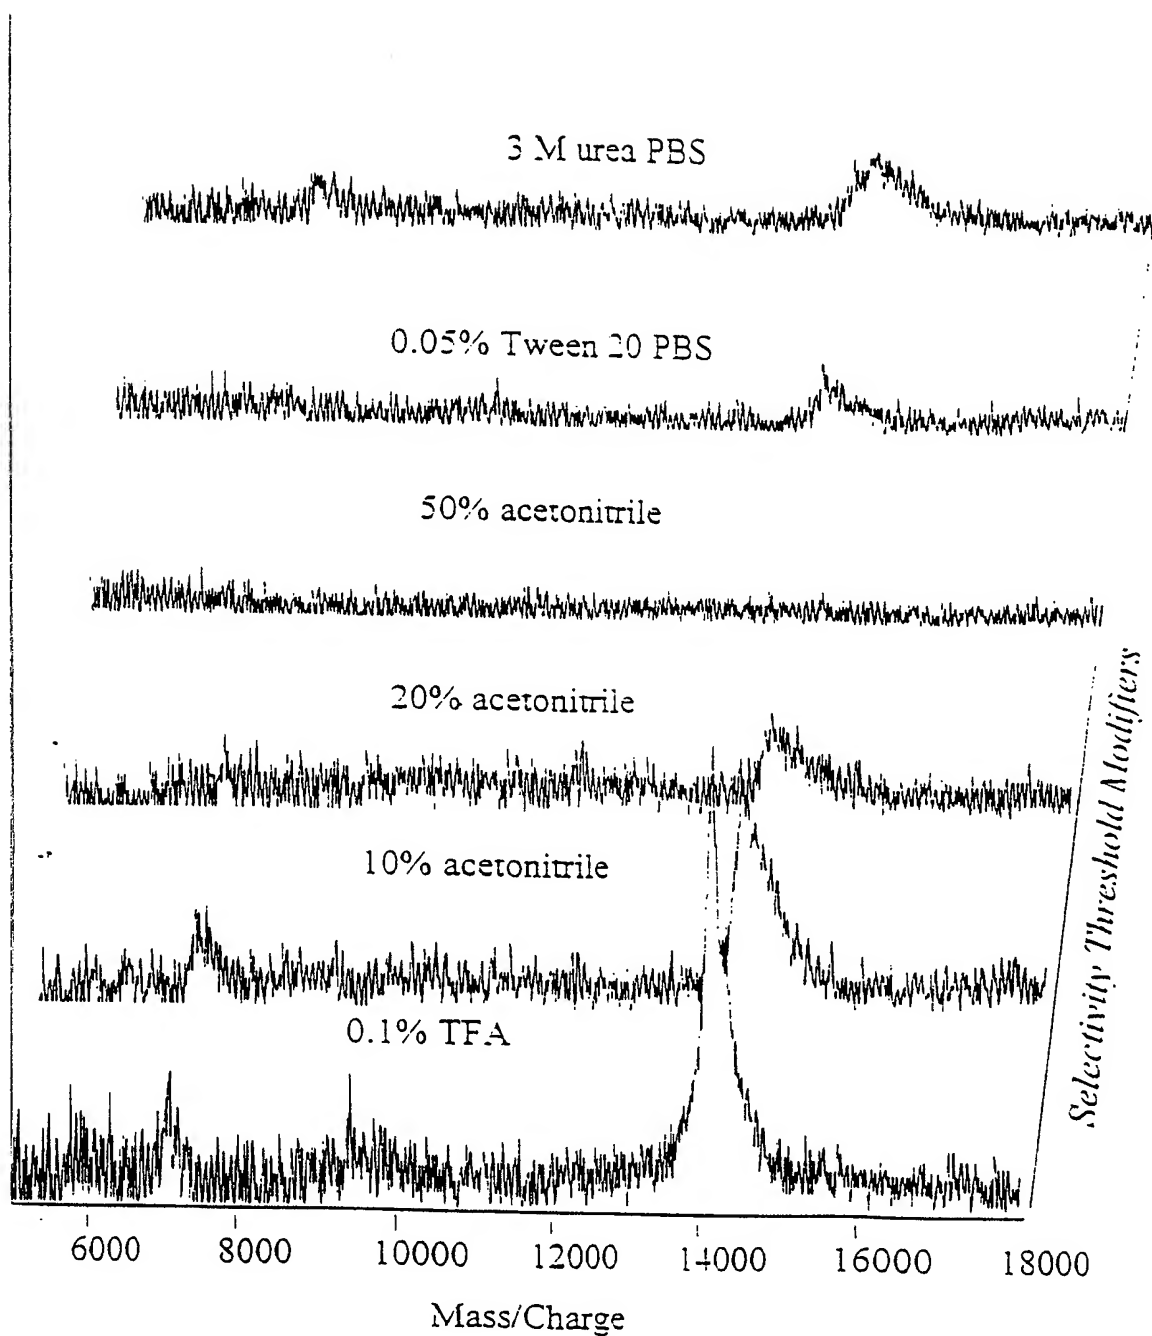 3 M urea PBS
0.05% Tween 20 PBS
50% acetonitrile
20% acetonitrile
10% acetonitrile
0.1% TFA
Selectivity Threshold Modifiers
6000 8000 10000 12000 14000 16000 18000
Mass/Charge